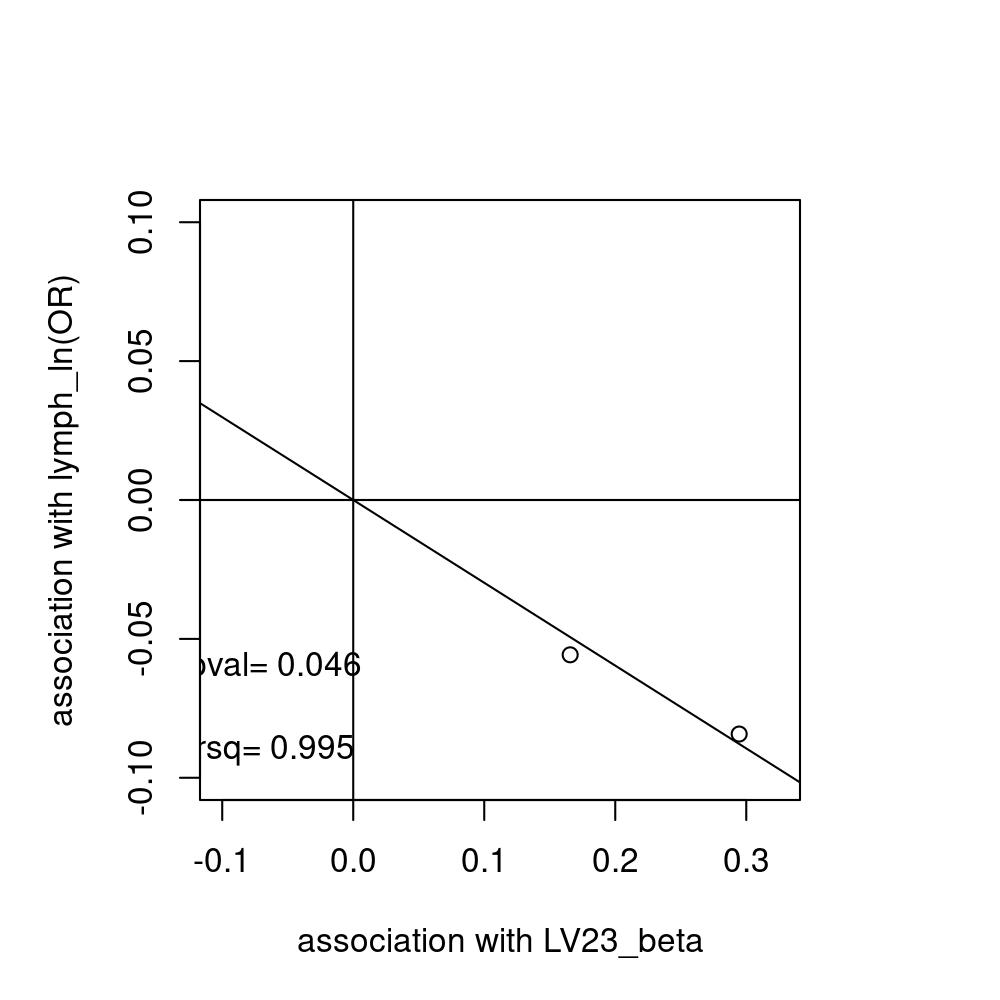 0.10
0.05
0.00
-0.05
-0.10
association with lymph_ln(OR)
pval= 0.046
rsq= 0.995
-0.1 0.0 0.1 0.2 0.3
association with LV23_beta